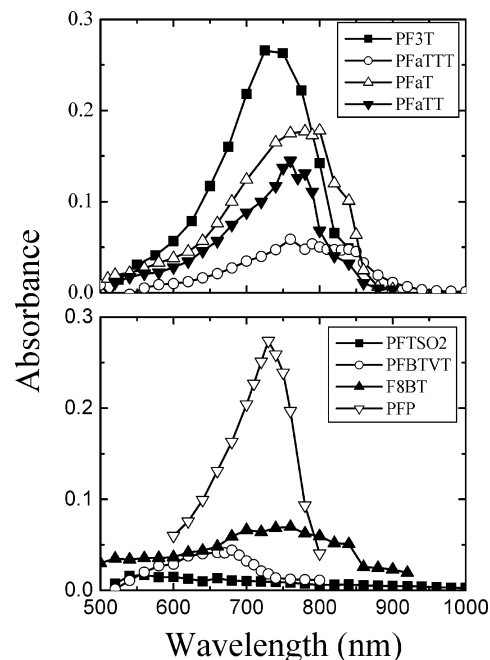 0.3
0.2
0.1
0.0
PF3T
PFaTTT
PFaT
PFaTT
Absorbance
0.3
0.2
0.1
0.0
PFTSO2
PFBTVT
F8BT
PFP
500 600 700 800 900 1000
Wavelength (nm)